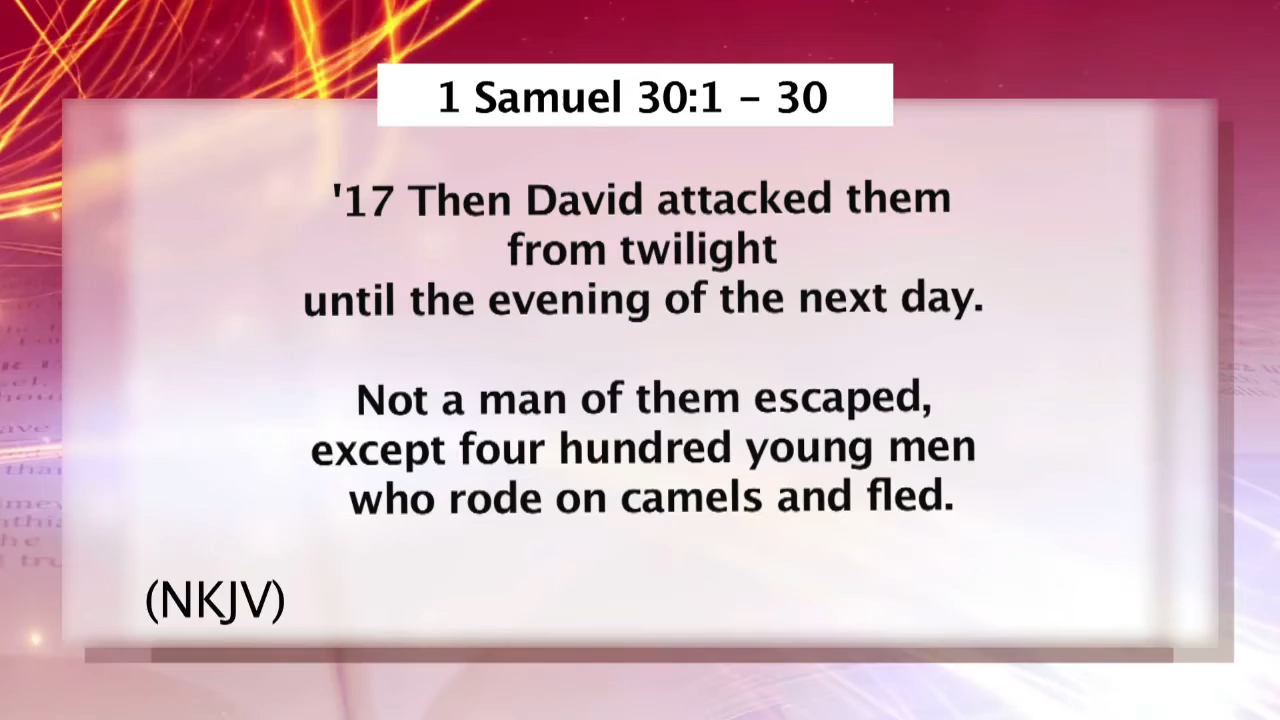 1 Samuel 30:1 – 30
'17 Then David attacked them
from twilight
until the evening of the next day.
Not a man of them escaped,
except four hundred young men
who rode on camels and fled.
(NKJV)